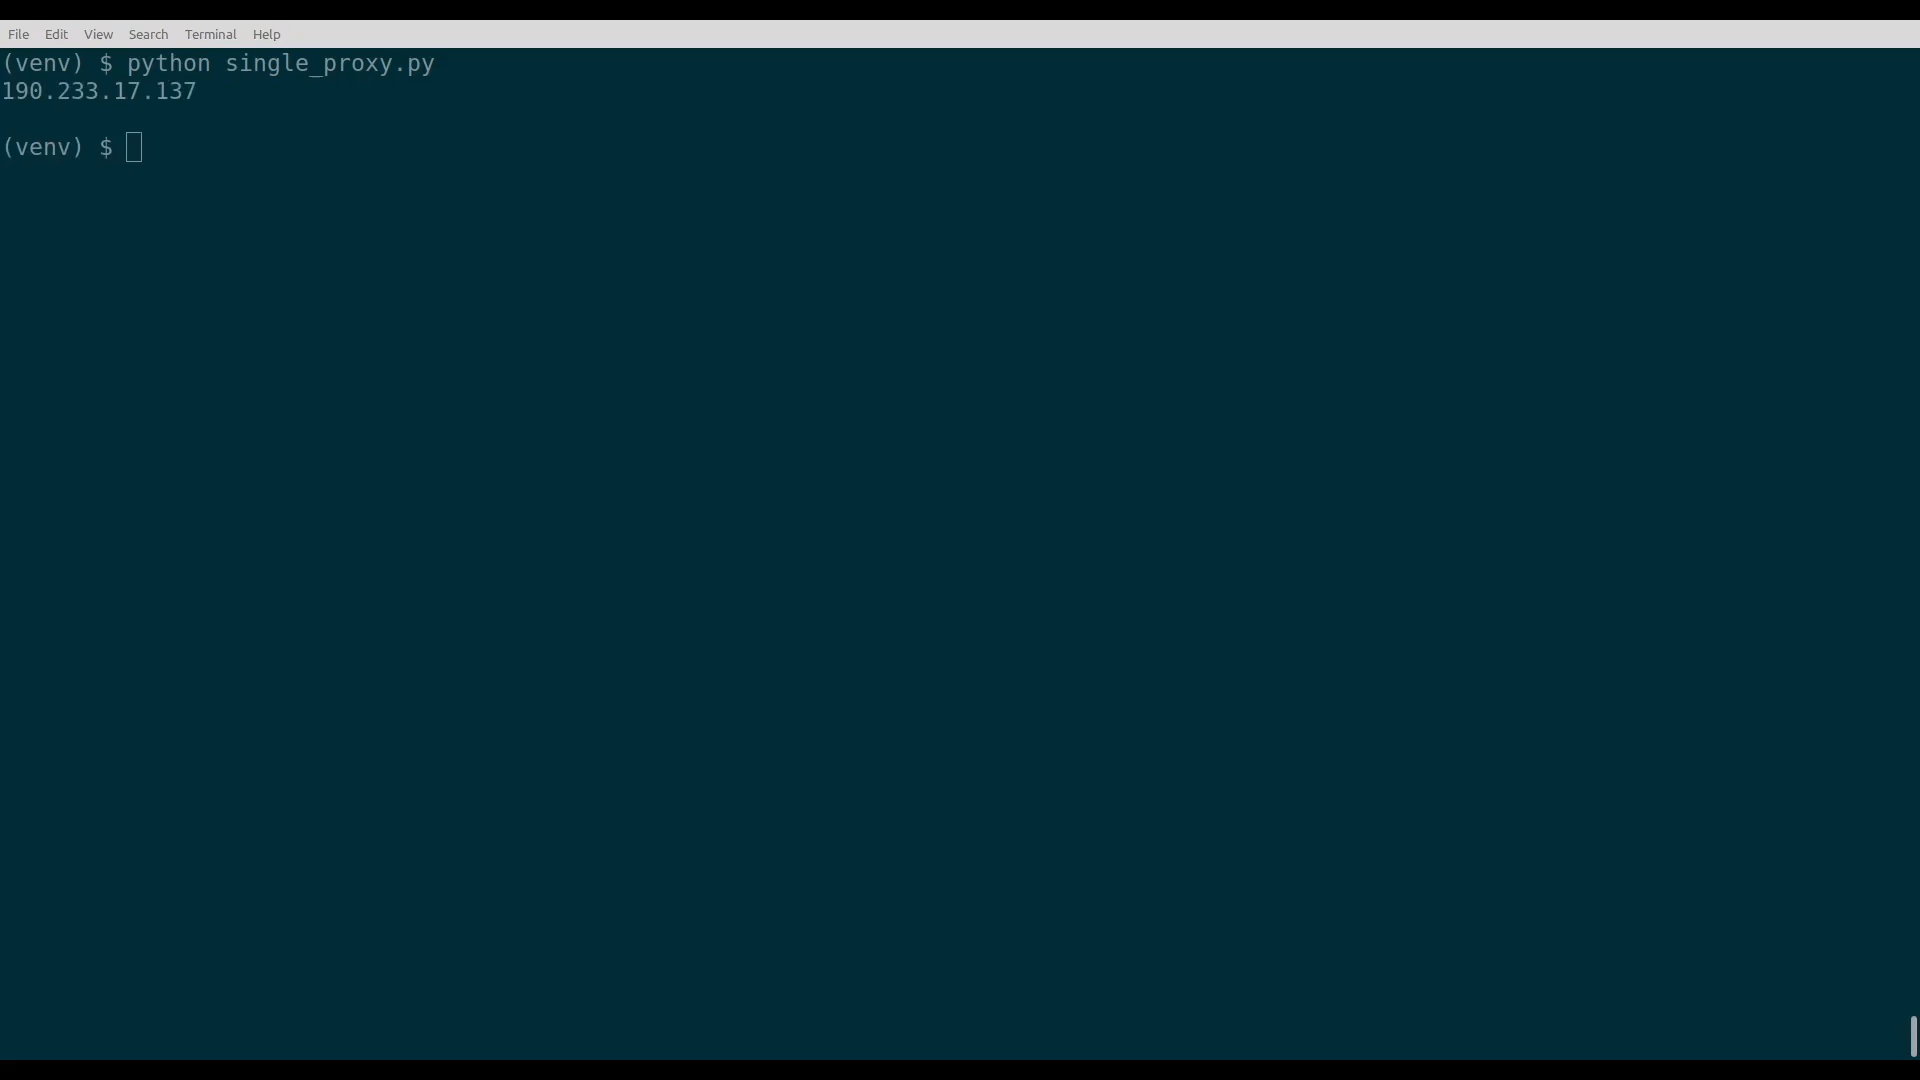 File Edit View Search Terminal Help
(venv) $ python single_proxy.py
190.233.17.137
(venv) $